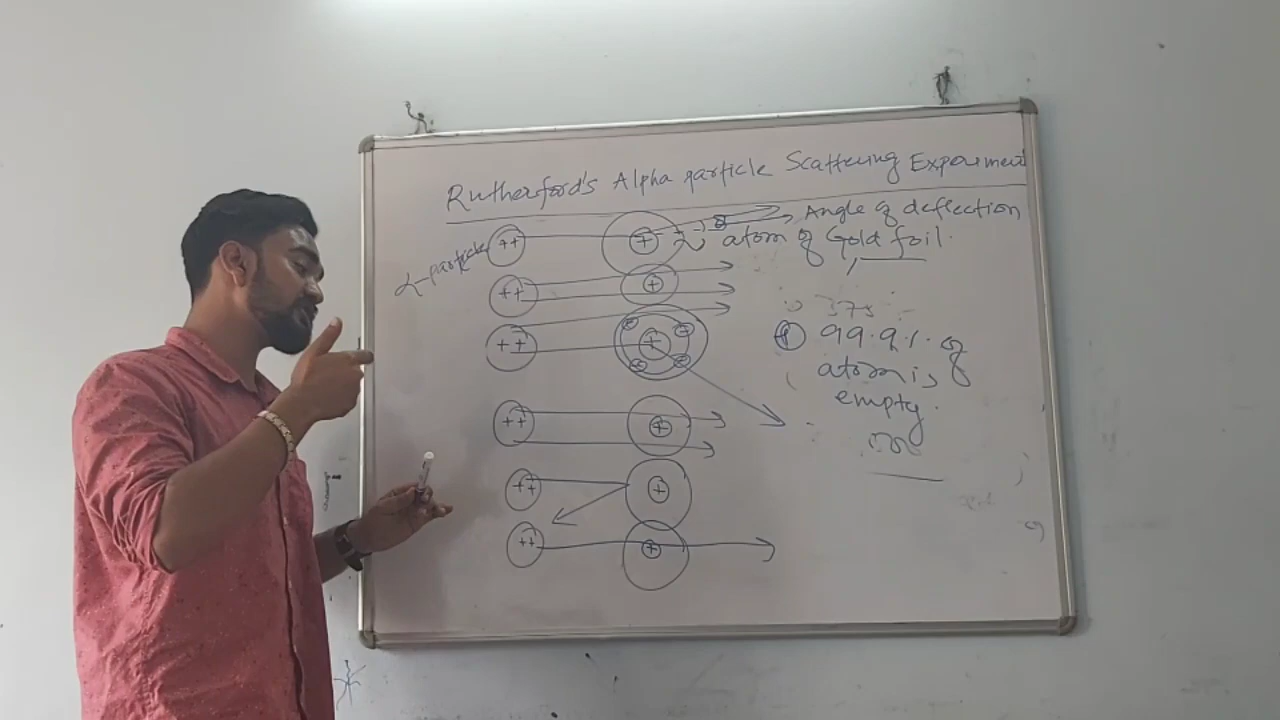 Rutherford's Alpha particle Scattering Experiment
Angle of deflection
α-particle ++ + θ atom of Gold foil.
++ +
++ +
99.9% of
atom is
empty.
++ +
++ +
++ +